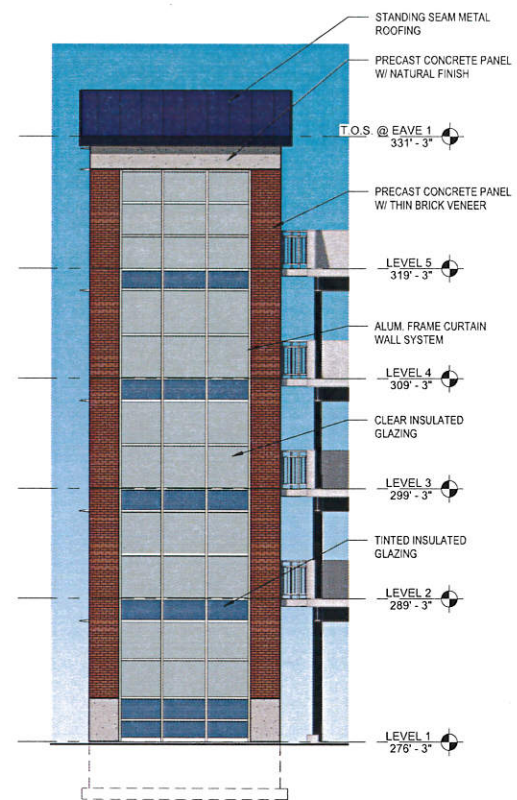 STANDING SEAM METAL
ROOFING
PRECAST CONCRETE PANEL
W/ NATURAL FINISH
T.O.S. @ EAVE 1
331' - 3"
PRECAST CONCRETE PANEL
W/ THIN BRICK VENEER
LEVEL 5
319' - 3"
ALUM. FRAME CURTAIN
WALL SYSTEM
LEVEL 4
309' - 3"
CLEAR INSULATED
GLAZING
LEVEL 3
299' - 3"
TINTED INSULATED
GLAZING
LEVEL 2
289' - 3"
LEVEL 1
276' - 3"